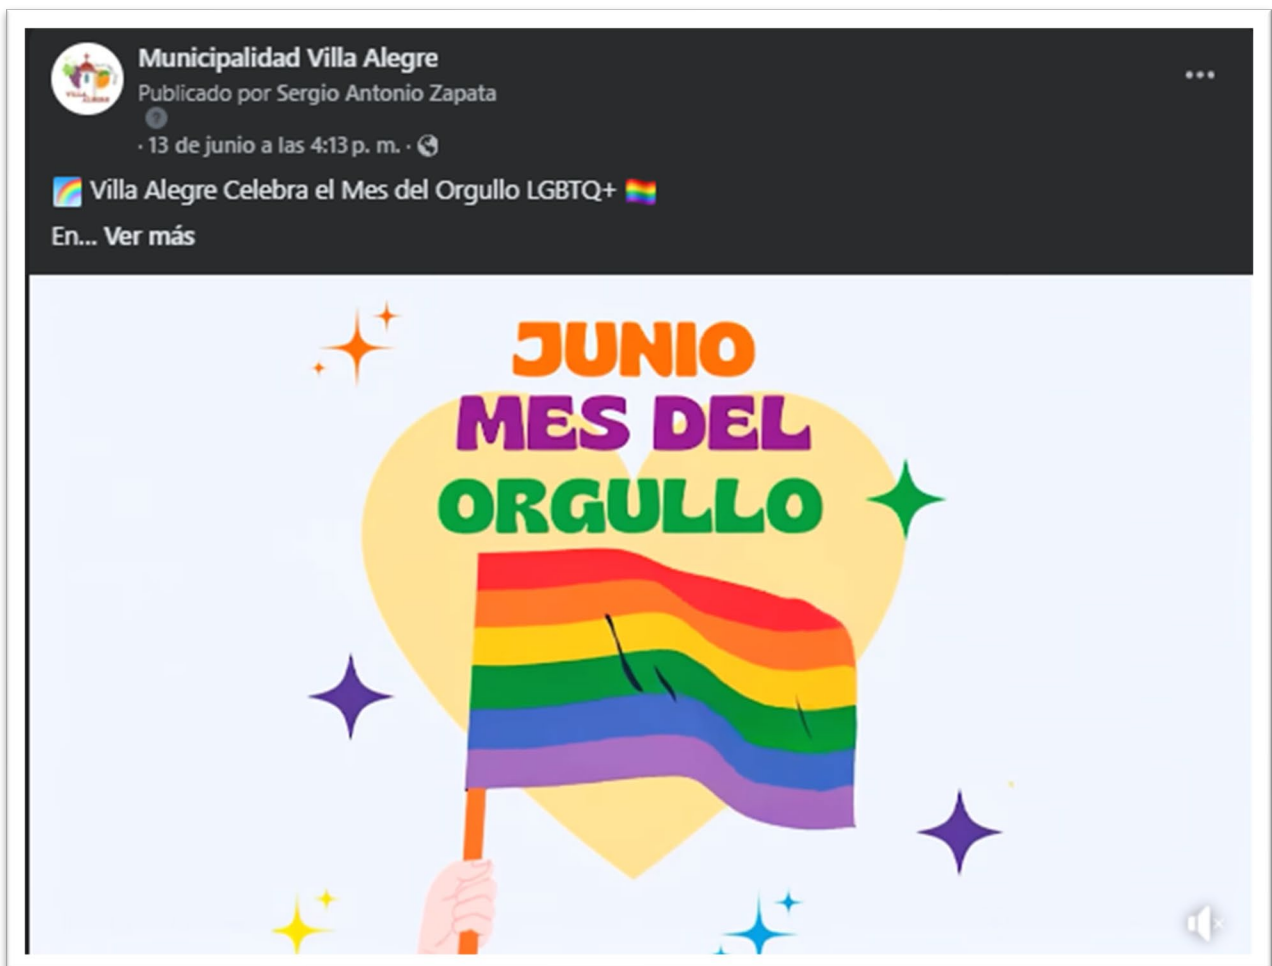 Municipalidad Villa Alegre
Publicado por Sergio Antonio Zapata
· 13 de junio a las 4:13 p. m. ·
Villa Alegre Celebra el Mes del Orgullo LGBTQ+
En... Ver más
JUNIO
MES DEL
ORGULLO